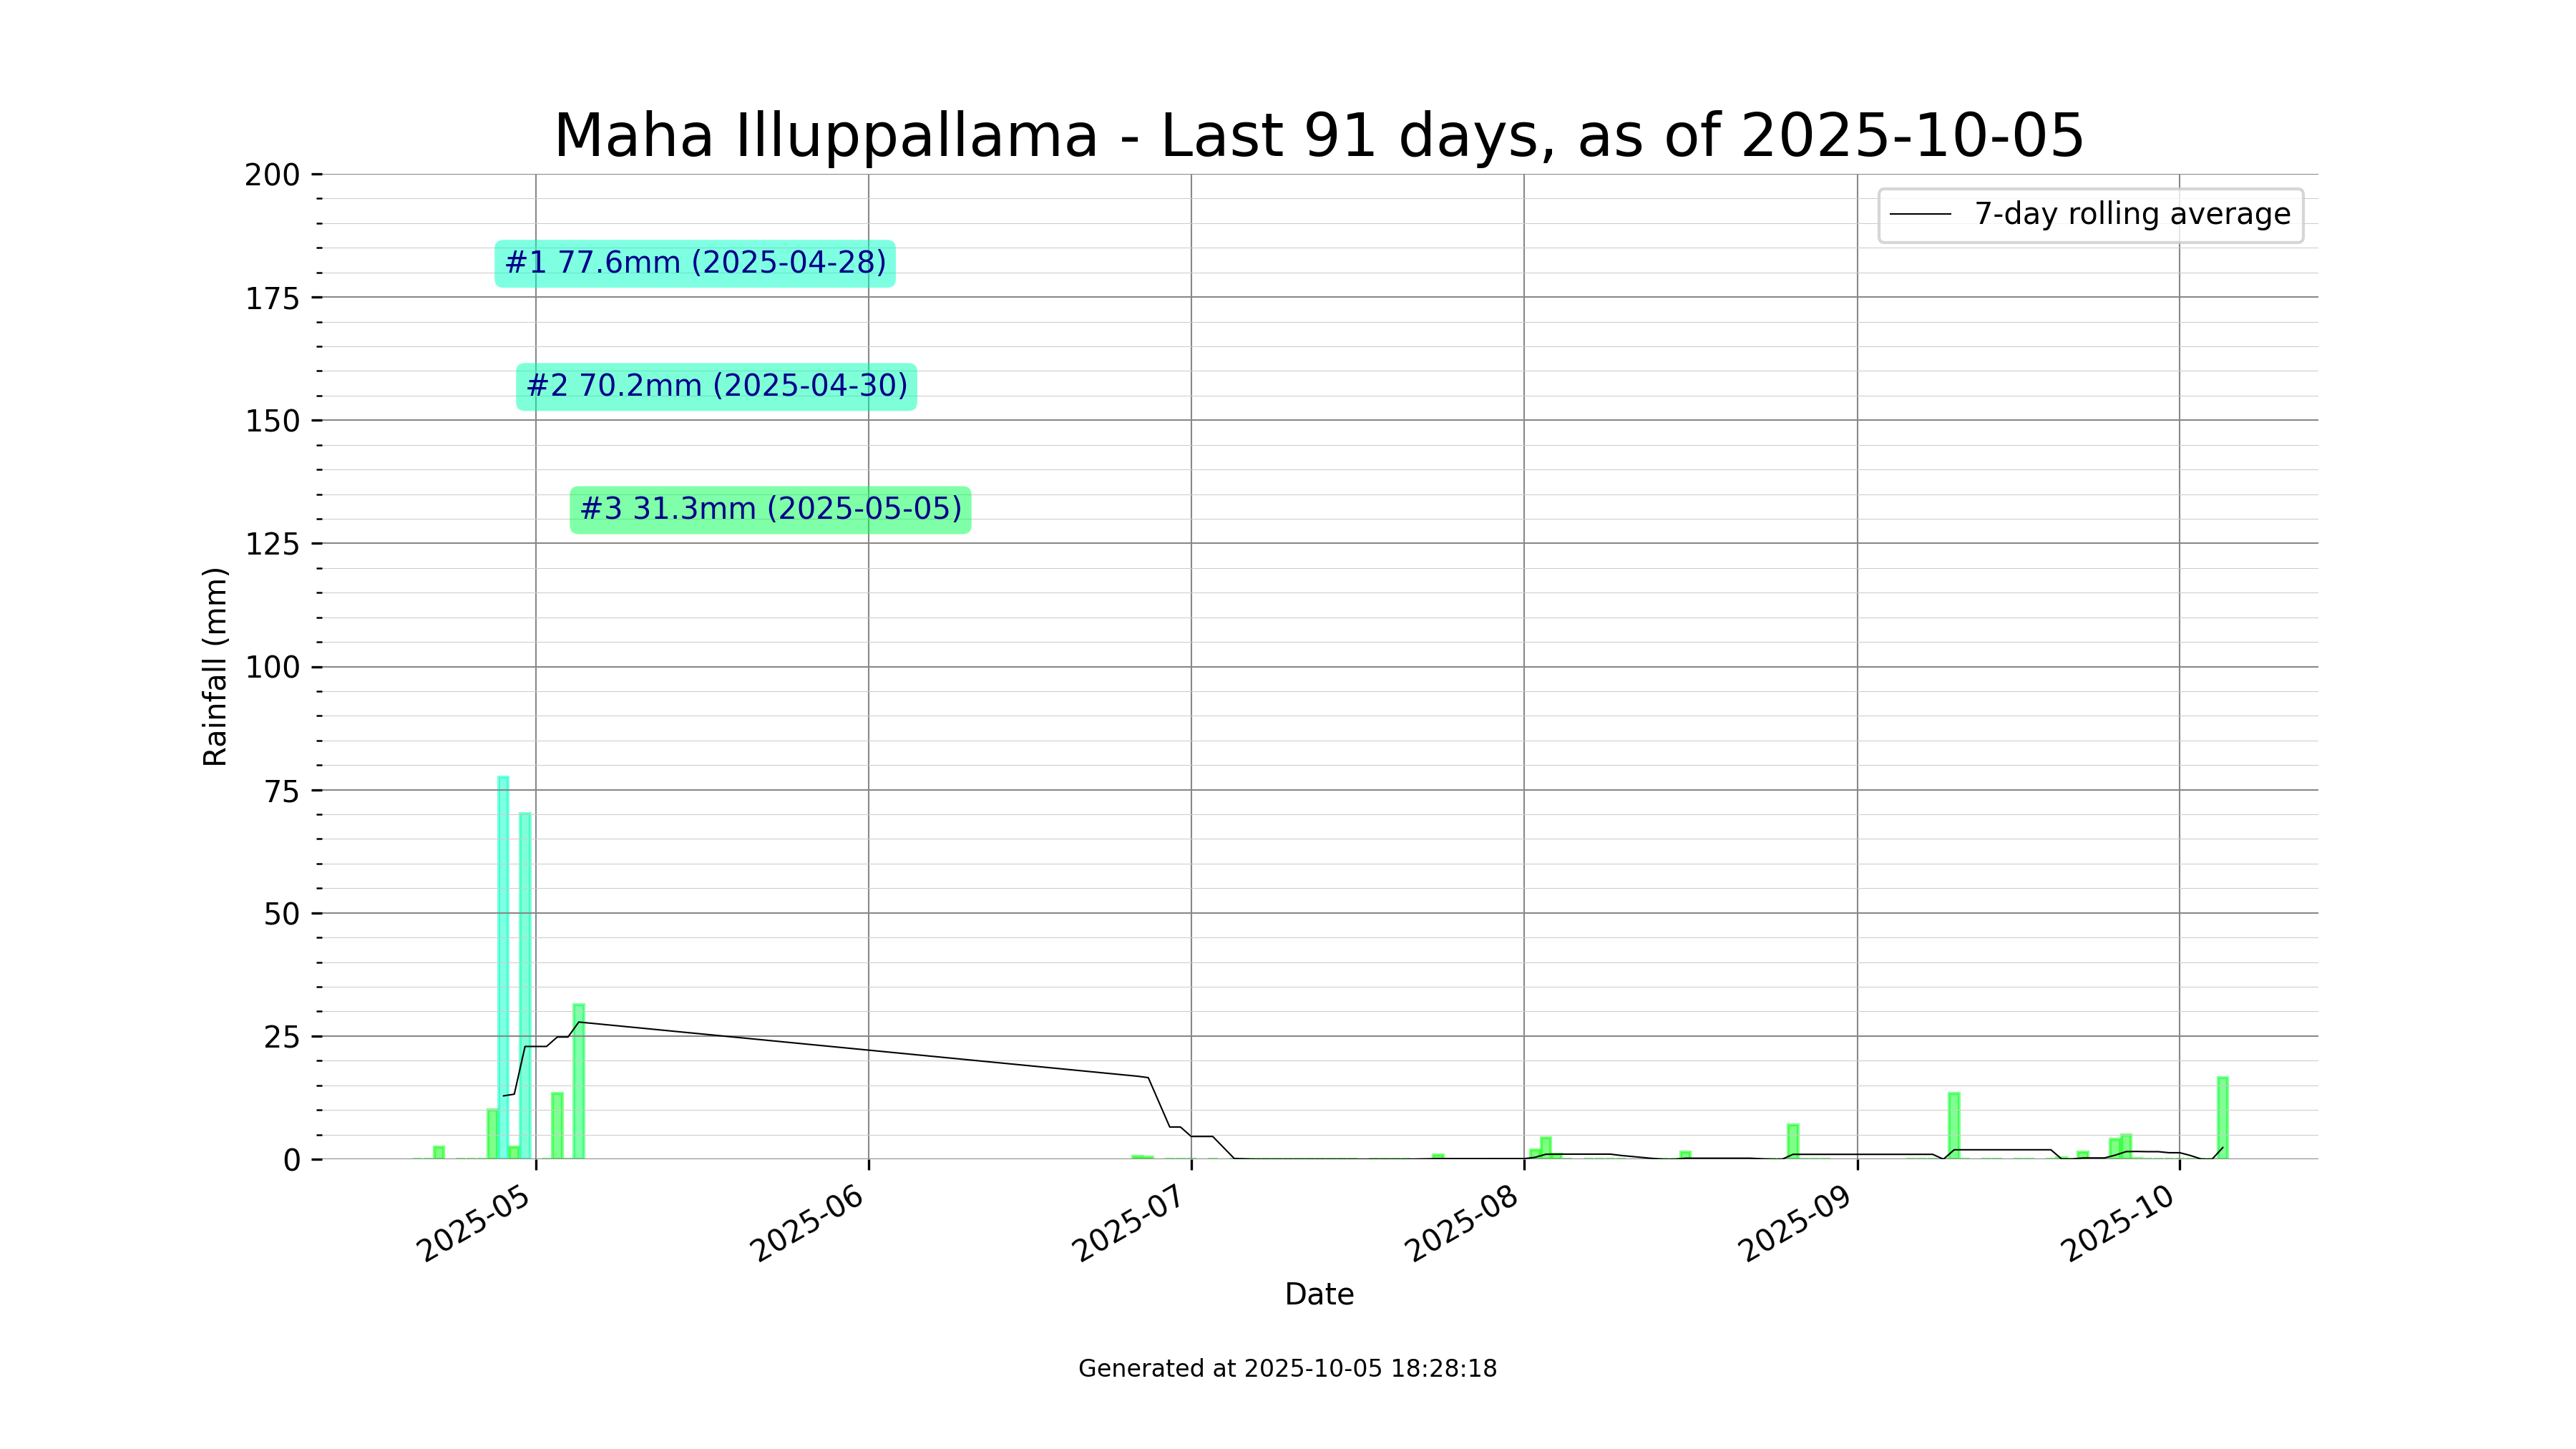 Maha Illuppallama - Last 91 days, as of 2025-10-05
200
175
150
125
100
75
50
25
0
Rainfall (mm)
7-day rolling average
#1 77.6mm (2025-04-28)
#2 70.2mm (2025-04-30)
#3 31.3mm (2025-05-05)
2025-05
2025-06
2025-07
2025-08
2025-09
2025-10
Date
Generated at 2025-10-05 18:28:18